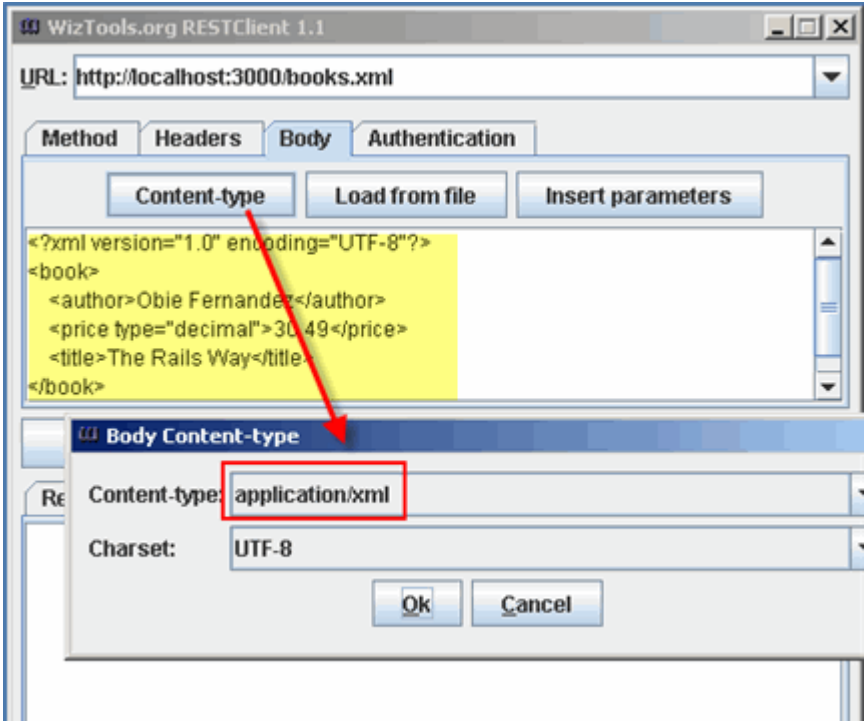 WizTools.org RESTClient 1.1
URL: http://localhost:3000/books.xml
Method Headers Body Authentication
Content-type Load from file Insert parameters
<?xml version="1.0" encoding="UTF-8"?>
<book>
<author>Obie Fernandez</author>
<price type="decimal">30.49</price>
<title>The Rails Way</title>
</book>
Body Content-type
Content-type: application/xml
Charset: UTF-8
Ok Cancel